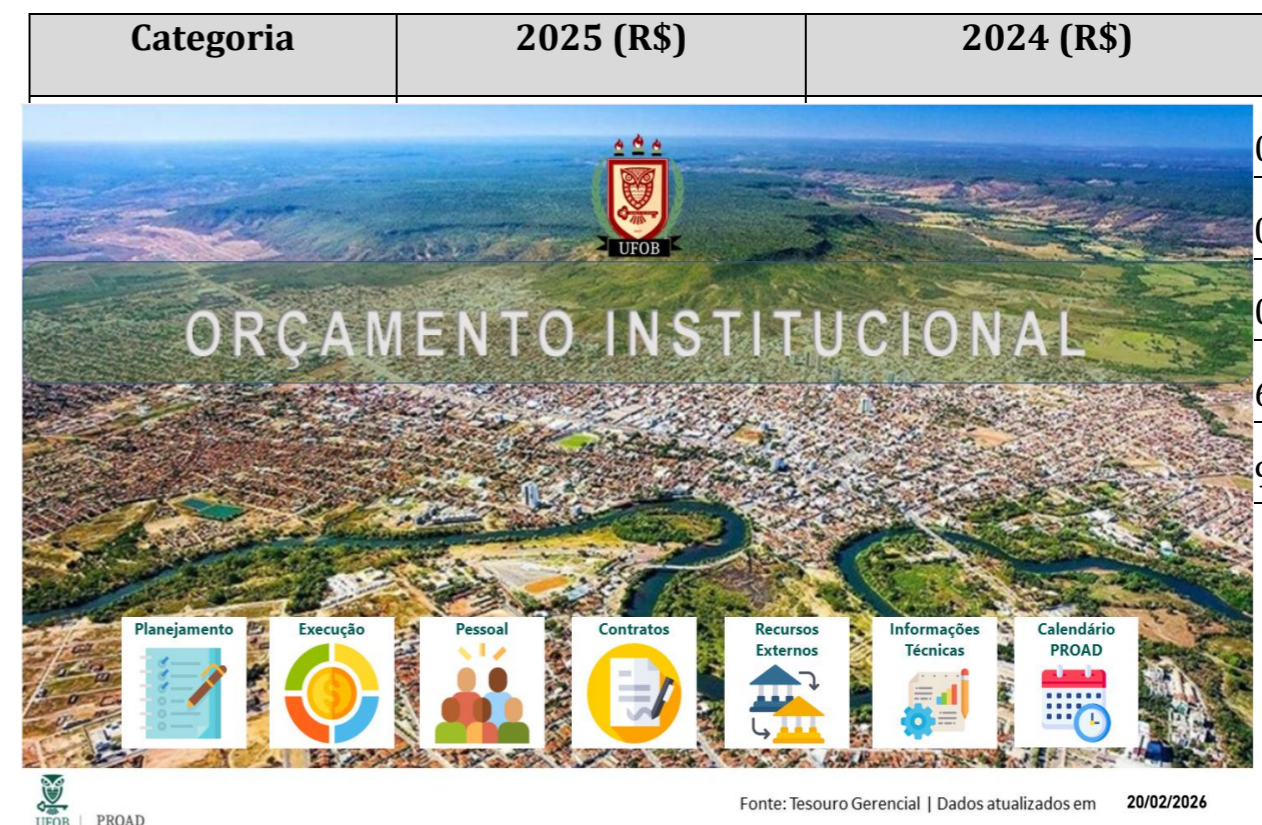 Categoria 2025 (R$) 2024 (R$)
UFOB
ORÇAMENTO INSTITUCIONAL
Planejamento Execução Pessoal Contratos Recursos Externos Informações Técnicas Calendário PROAD
UFOB | PROAD
Fonte: Tesouro Gerencial | Dados atualizados em 20/02/2026